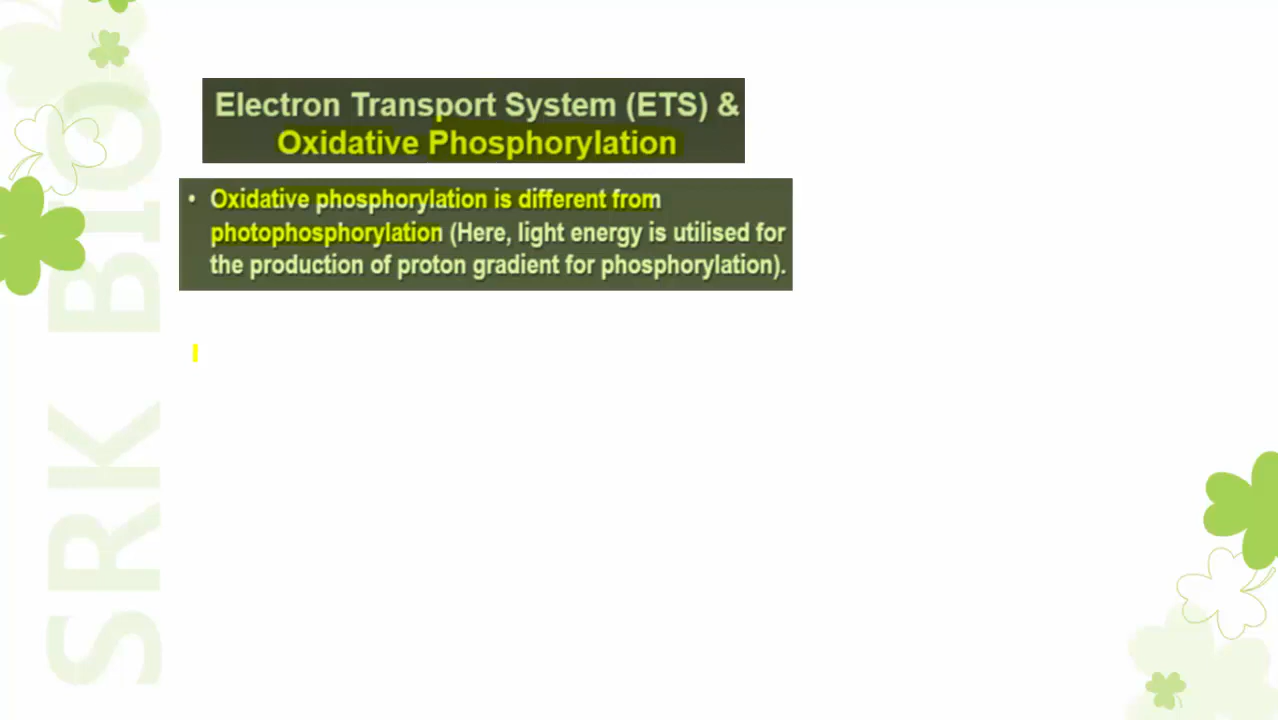 Electron Transport System (ETS) &
Oxidative Phosphorylation
• Oxidative phosphorylation is different from
photophosphorylation (Here, light energy is utilised for
the production of proton gradient for phosphorylation).
SRK BIO